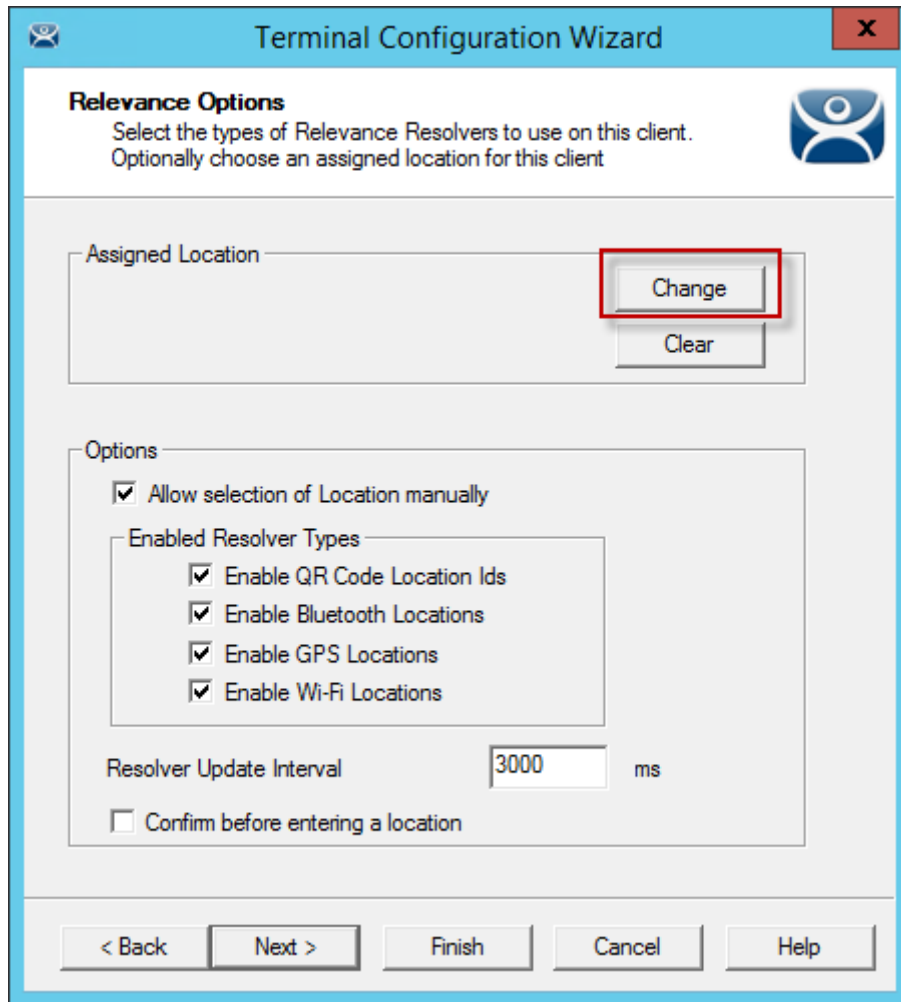 Terminal Configuration Wizard
x
Relevance Options
Select the types of Relevance Resolvers to use on this client.
Optionally choose an assigned location for this client
Assigned Location
Change
Clear
Options
Allow selection of Location manually
Enabled Resolver Types
Enable QR Code Location Ids
Enable Bluetooth Locations
Enable GPS Locations
Enable Wi-Fi Locations
Resolver Update Interval 3000 ms
Confirm before entering a location
< Back Next > Finish Cancel Help